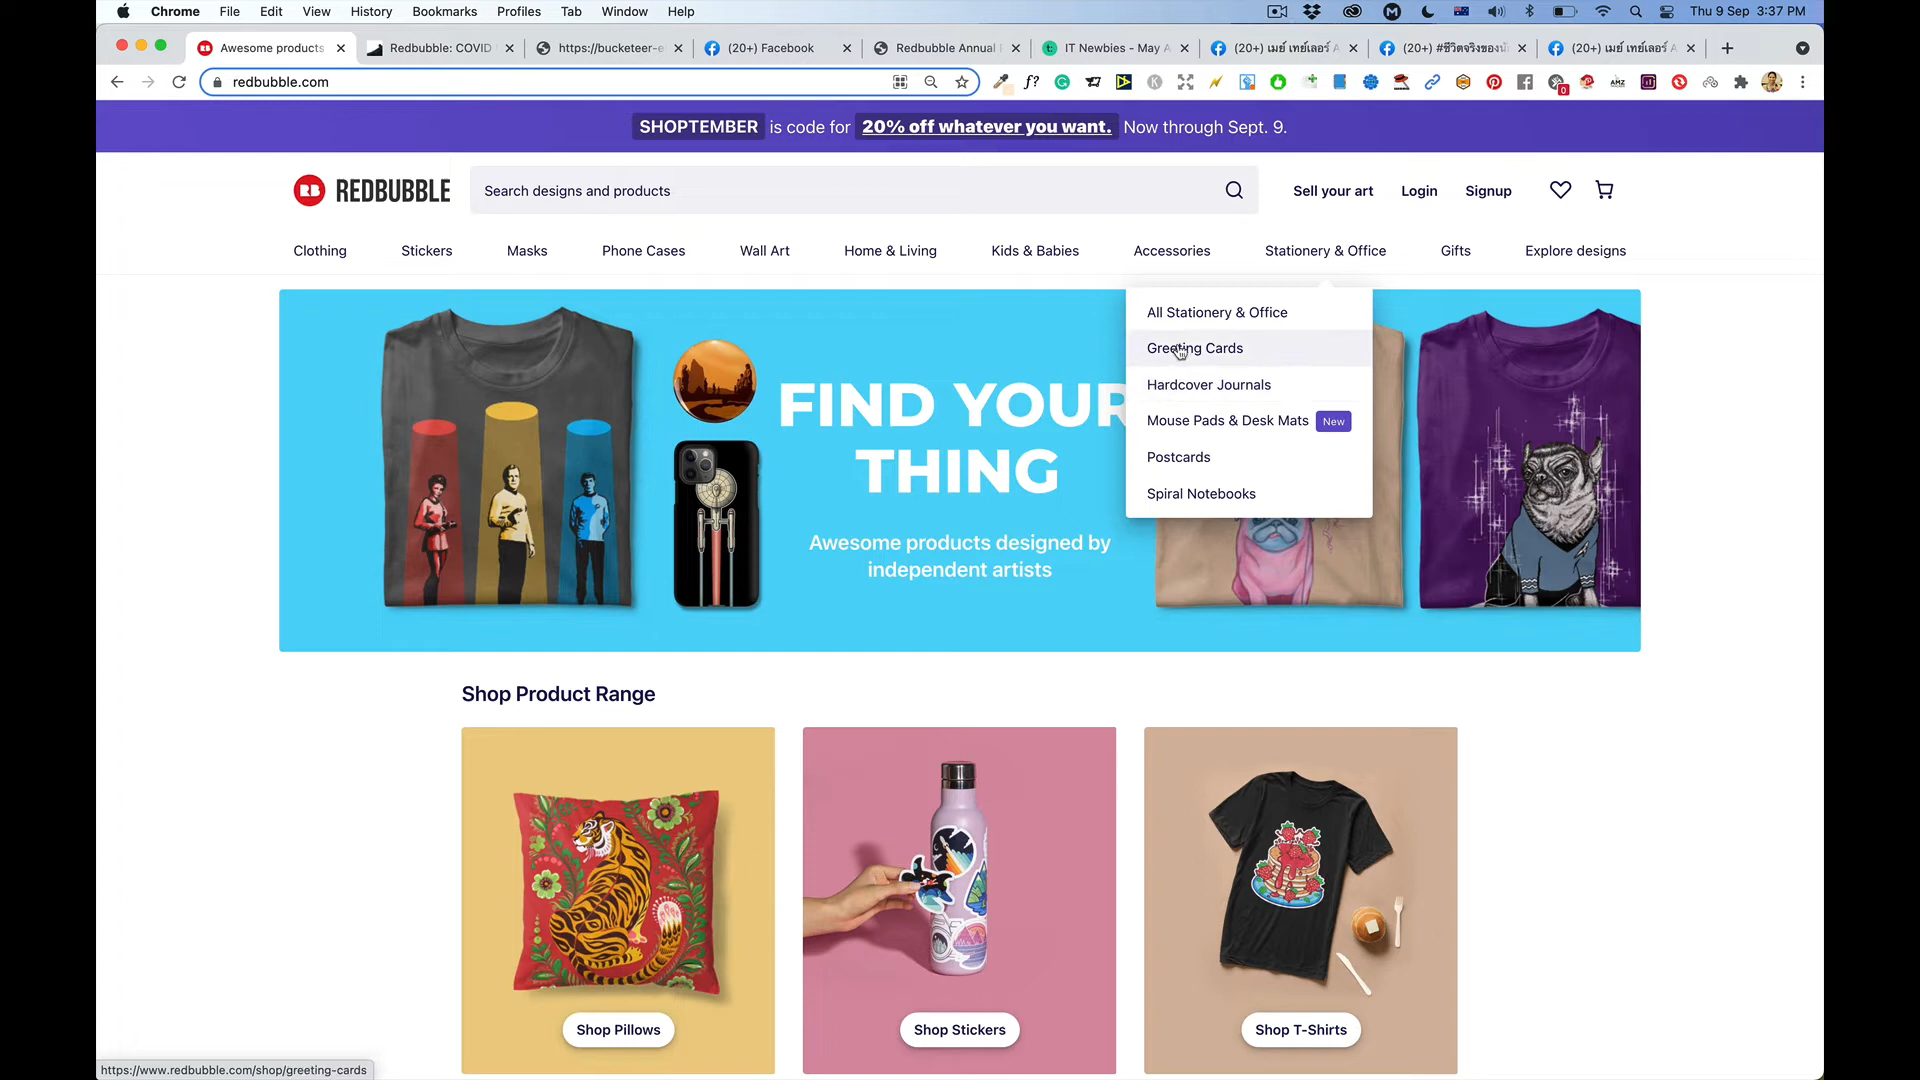 Chrome File Edit View History Bookmarks Profiles Tab Window Help Thu 9 Sep 3:37 PM
Awesome products Redbubble: COVID https://bucketeer-e (20+) Facebook Redbubble Annual IT Newbies - May A (20+) เมย์ เทย์เลอร์ (20+) #ชีวิตจริงของ (20+) เมย์ เทย์เลอร์
redbubble.com
SHOPTEMBER is code for 20% off whatever you want. Now through Sept. 9.
RB REDBUBBLE Search designs and products Sell your art Login Signup
Clothing Stickers Masks Phone Cases Wall Art Home & Living Kids & Babies Accessories Stationery & Office Gifts Explore designs
All Stationery & Office
Greeting Cards
Hardcover Journals
Mouse Pads & Desk Mats New
Postcards
Spiral Notebooks
FIND YOUR
THING
Awesome products designed by
independent artists
Shop Product Range
Shop Pillows Shop Stickers Shop T-Shirts
https://www.redbubble.com/shop/greeting-cards